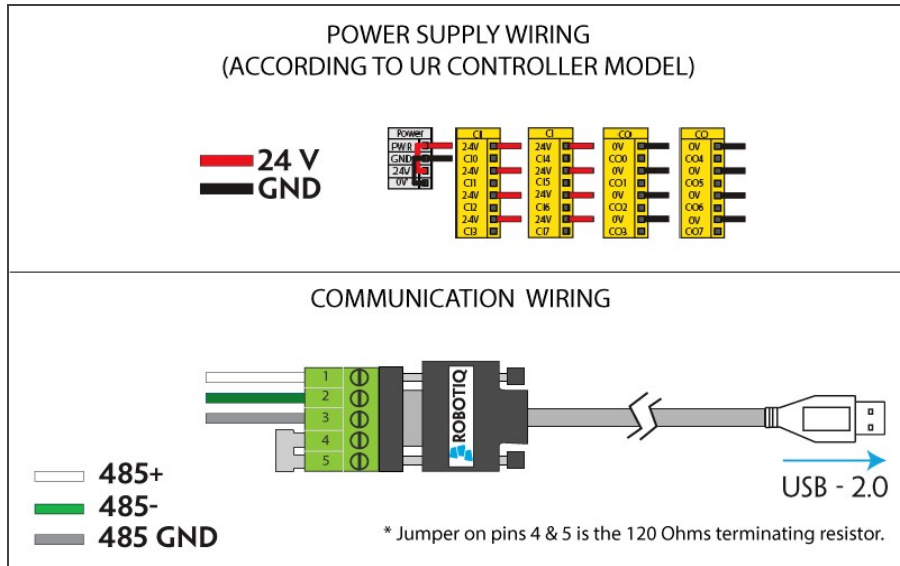 POWER SUPPLY WIRING
(ACCORDING TO UR CONTROLLER MODEL)
24 V
GND
Power
PWR
GND
24V
0V
CI
24V
CI0
24V
CI1
24V
CI2
24V
CI3
CI
24V
CI4
24V
CI5
24V
CI6
24V
CI7
CO
0V
CO0
0V
CO1
0V
CO2
0V
CO3
CO
0V
CO4
0V
CO5
0V
CO6
0V
CO7
COMMUNICATION WIRING
1
2
3
4
5
ROBOTIQ
485+
485-
485 GND
USB - 2.0
* Jumper on pins 4 & 5 is the 120 Ohms terminating resistor.